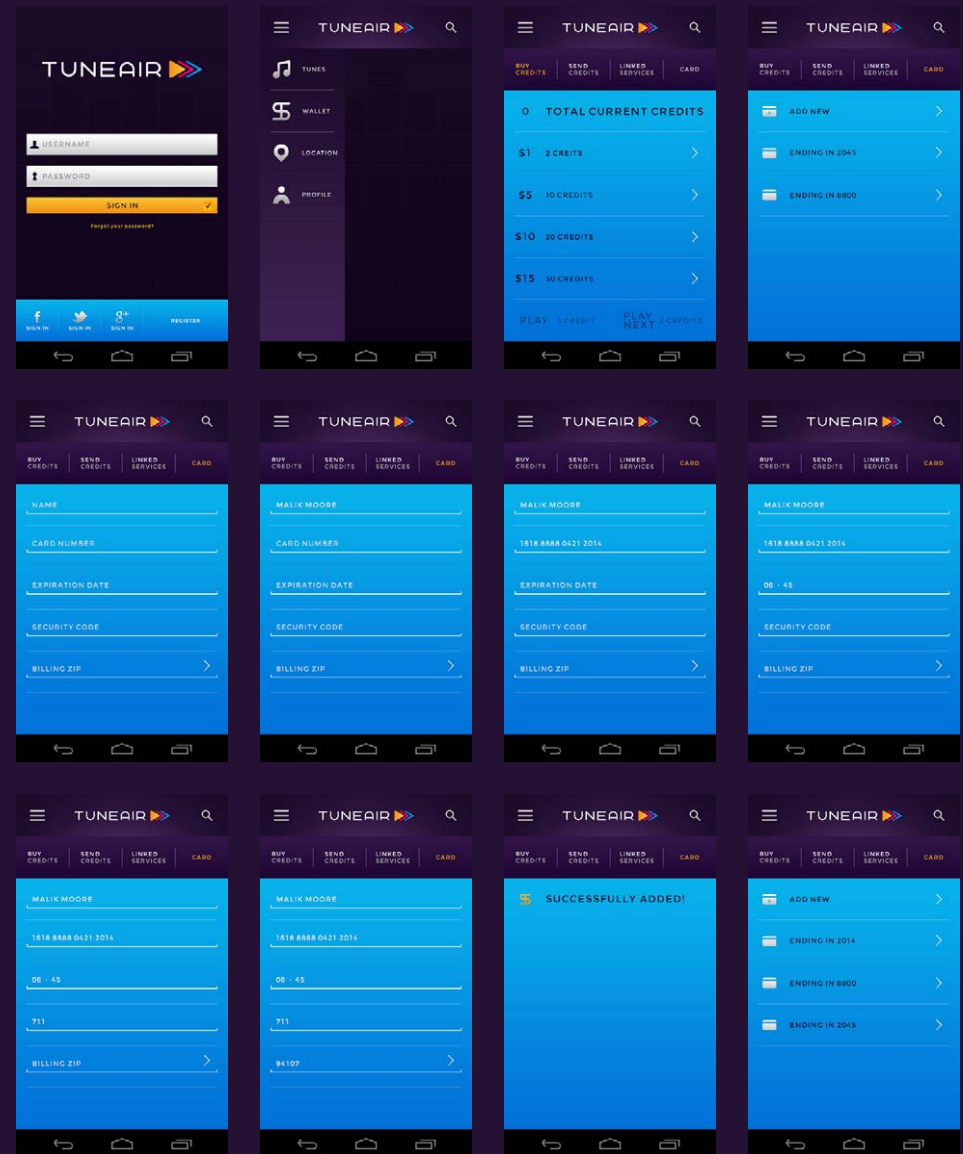 TUNEAIR
USERNAME
PASSWORD
SIGN IN
Forgot your password?
f
SIGN IN
SIGN IN
g+
SIGN IN
REGISTER
TUNEAIR
TUNES
WALLET
LOCATION
PROFILE
TUNEAIR
BUY CREDITS
SEND CREDITS
LINKED SERVICES
CARD
0 TOTAL CURRENT CREDITS
$1 2 CREITS
$5 10 CREDITS
$10 20 CREDITS
$15 30 CREDITS
PLAY 1 CREDIT PLAY NEXT 2 CREDITS
TUNEAIR
BUY CREDITS
SEND CREDITS
LINKED SERVICES
CARD
ADD NEW
ENDING IN 2045
ENDING IN 8800
TUNEAIR
BUY CREDITS
SEND CREDITS
LINKED SERVICES
CARD
NAME
CARD NUMBER
EXPIRATION DATE
SECURITY CODE
BILLING ZIP
TUNEAIR
BUY CREDITS
SEND CREDITS
LINKED SERVICES
CARD
MALIK MOORE
CARD NUMBER
EXPIRATION DATE
SECURITY CODE
BILLING ZIP
TUNEAIR
BUY CREDITS
SEND CREDITS
LINKED SERVICES
CARD
MALIK MOORE
1618 8888 0421 2014
EXPIRATION DATE
SECURITY CODE
BILLING ZIP
TUNEAIR
BUY CREDITS
SEND CREDITS
LINKED SERVICES
CARD
MALIK MOORE
1618 8888 0421 2014
06 - 45
SECURITY CODE
BILLING ZIP
TUNEAIR
BUY CREDITS
SEND CREDITS
LINKED SERVICES
CARD
MALIK MOORE
1618 8888 0421 2014
06 - 45
711
BILLING ZIP
TUNEAIR
BUY CREDITS
SEND CREDITS
LINKED SERVICES
CARD
MALIK MOORE
1618 8888 0421 2014
06 - 45
711
94107
TUNEAIR
BUY CREDITS
SEND CREDITS
LINKED SERVICES
CARD
SUCCESSFULLY ADDED!
TUNEAIR
BUY CREDITS
SEND CREDITS
LINKED SERVICES
CARD
ADD NEW
ENDING IN 2014
ENDING IN 8800
ENDING IN 2045